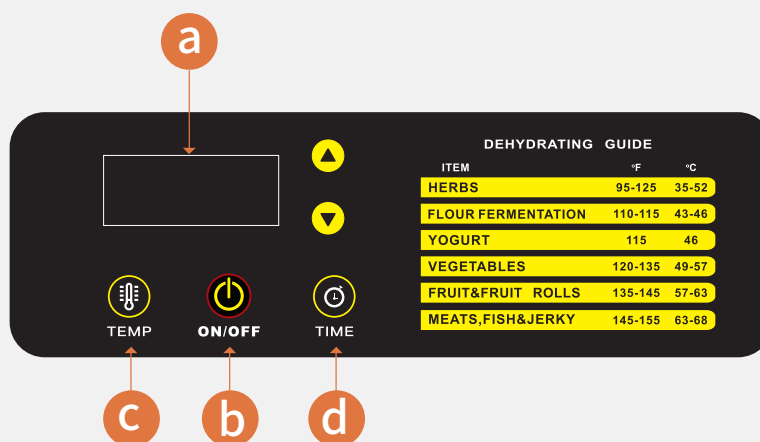 a
DEHYDRATING GUIDE
ITEM ºF ºC
HERBS 95-125 35-52
FLOUR FERMENTATION 110-115 43-46
YOGURT 115 46
VEGETABLES 120-135 49-57
FRUIT&FRUIT ROLLS 135-145 57-63
MEATS,FISH&JERKY 145-155 63-68
TEMP ON/OFF TIME
c b d